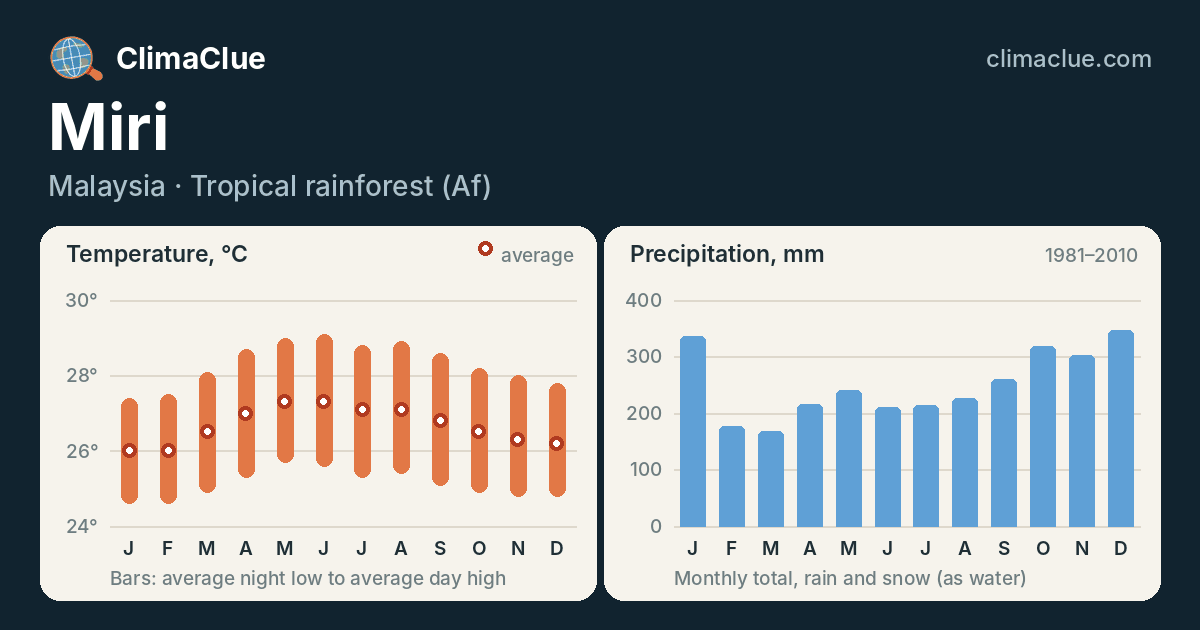 ClimaClue
climaclue.com
Miri
Malaysia · Tropical rainforest (Af)
Temperature, °C
average
30°
28°
26°
24°
J F M A M J J A S O N D
Bars: average night low to average day high
Precipitation, mm
1981–2010
400
300
200
100
0
J F M A M J J A S O N D
Monthly total, rain and snow (as water)